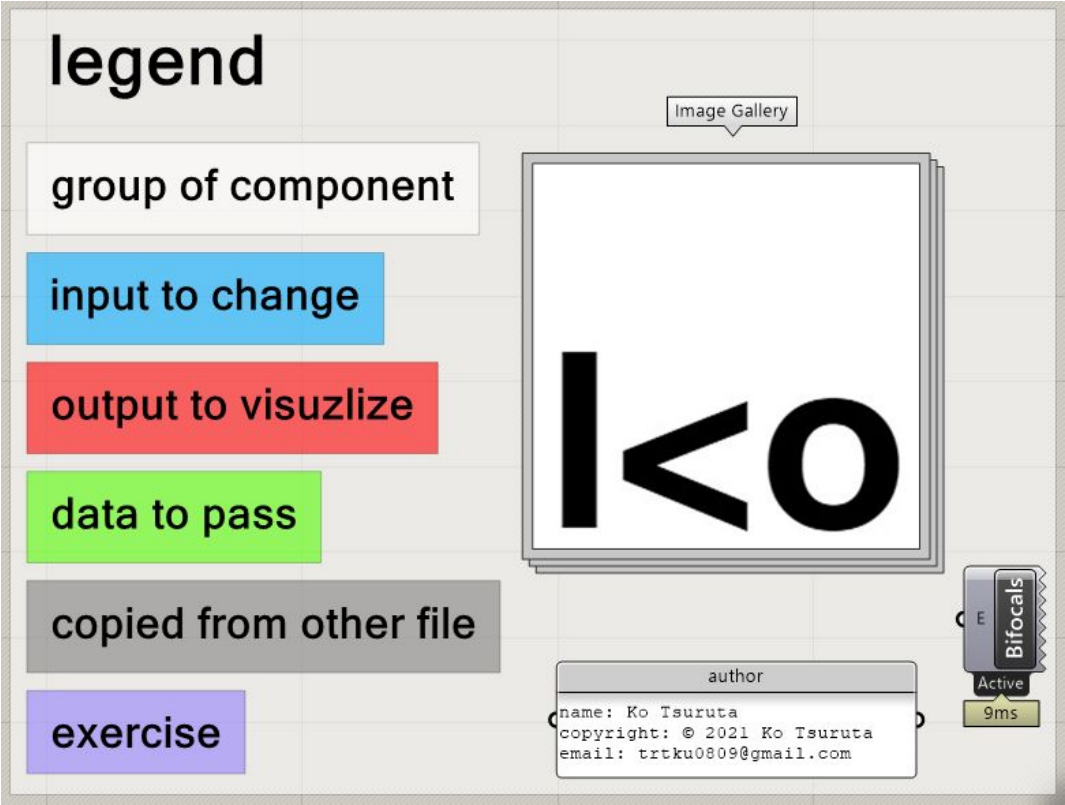 legend
group of component
input to change
output to visuzlize
data to pass
copied from other file
exercise
Image Gallery
l<o
E
Bifocals
Active
9ms
author
name: Ko Tsuruta
copyright: © 2021 Ko Tsuruta
email: trtku0809@gmail.com